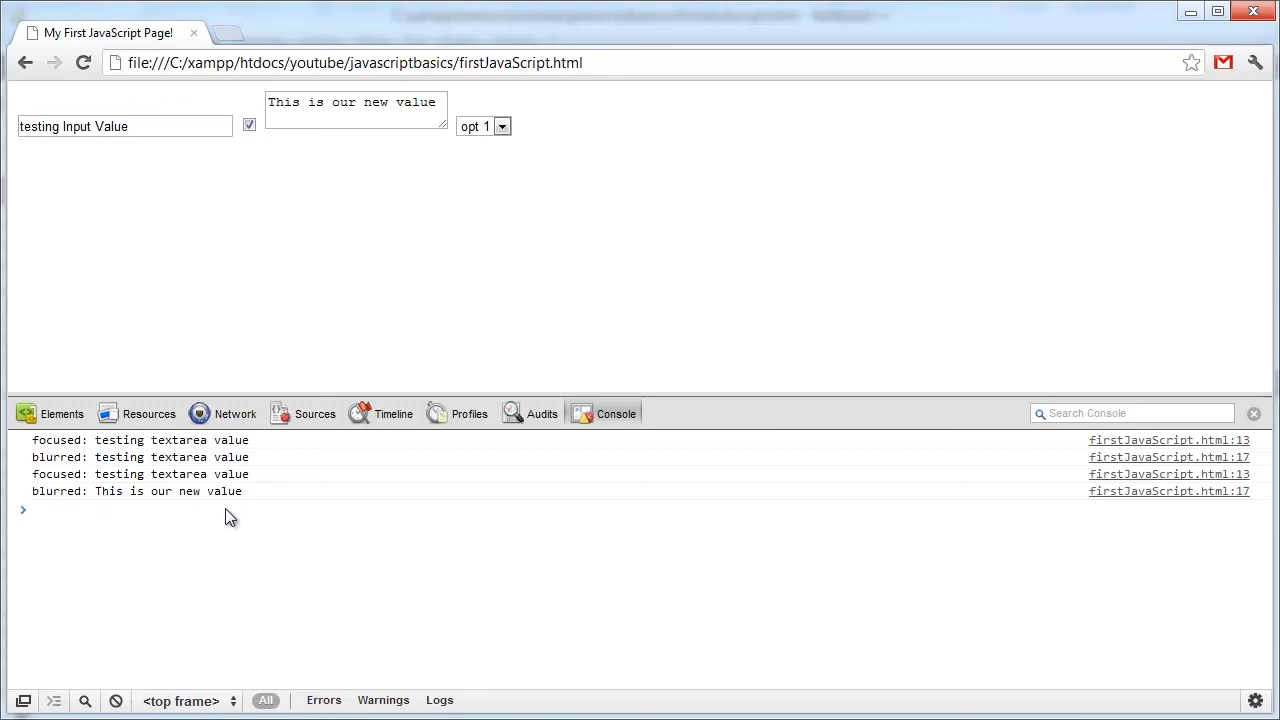 My First JavaScript Page!
file:///C:/xampp/htdocs/youtube/javascriptbasics/firstJavaScript.html
testing Input Value
This is our new value
opt 1
Elements Resources Network Sources Timeline Profiles Audits Console Search Console
focused: testing textarea value firstJavaScript.html:13
blurred: testing textarea value firstJavaScript.html:17
focused: testing textarea value firstJavaScript.html:13
blurred: This is our new value firstJavaScript.html:17
<top frame> All Errors Warnings Logs